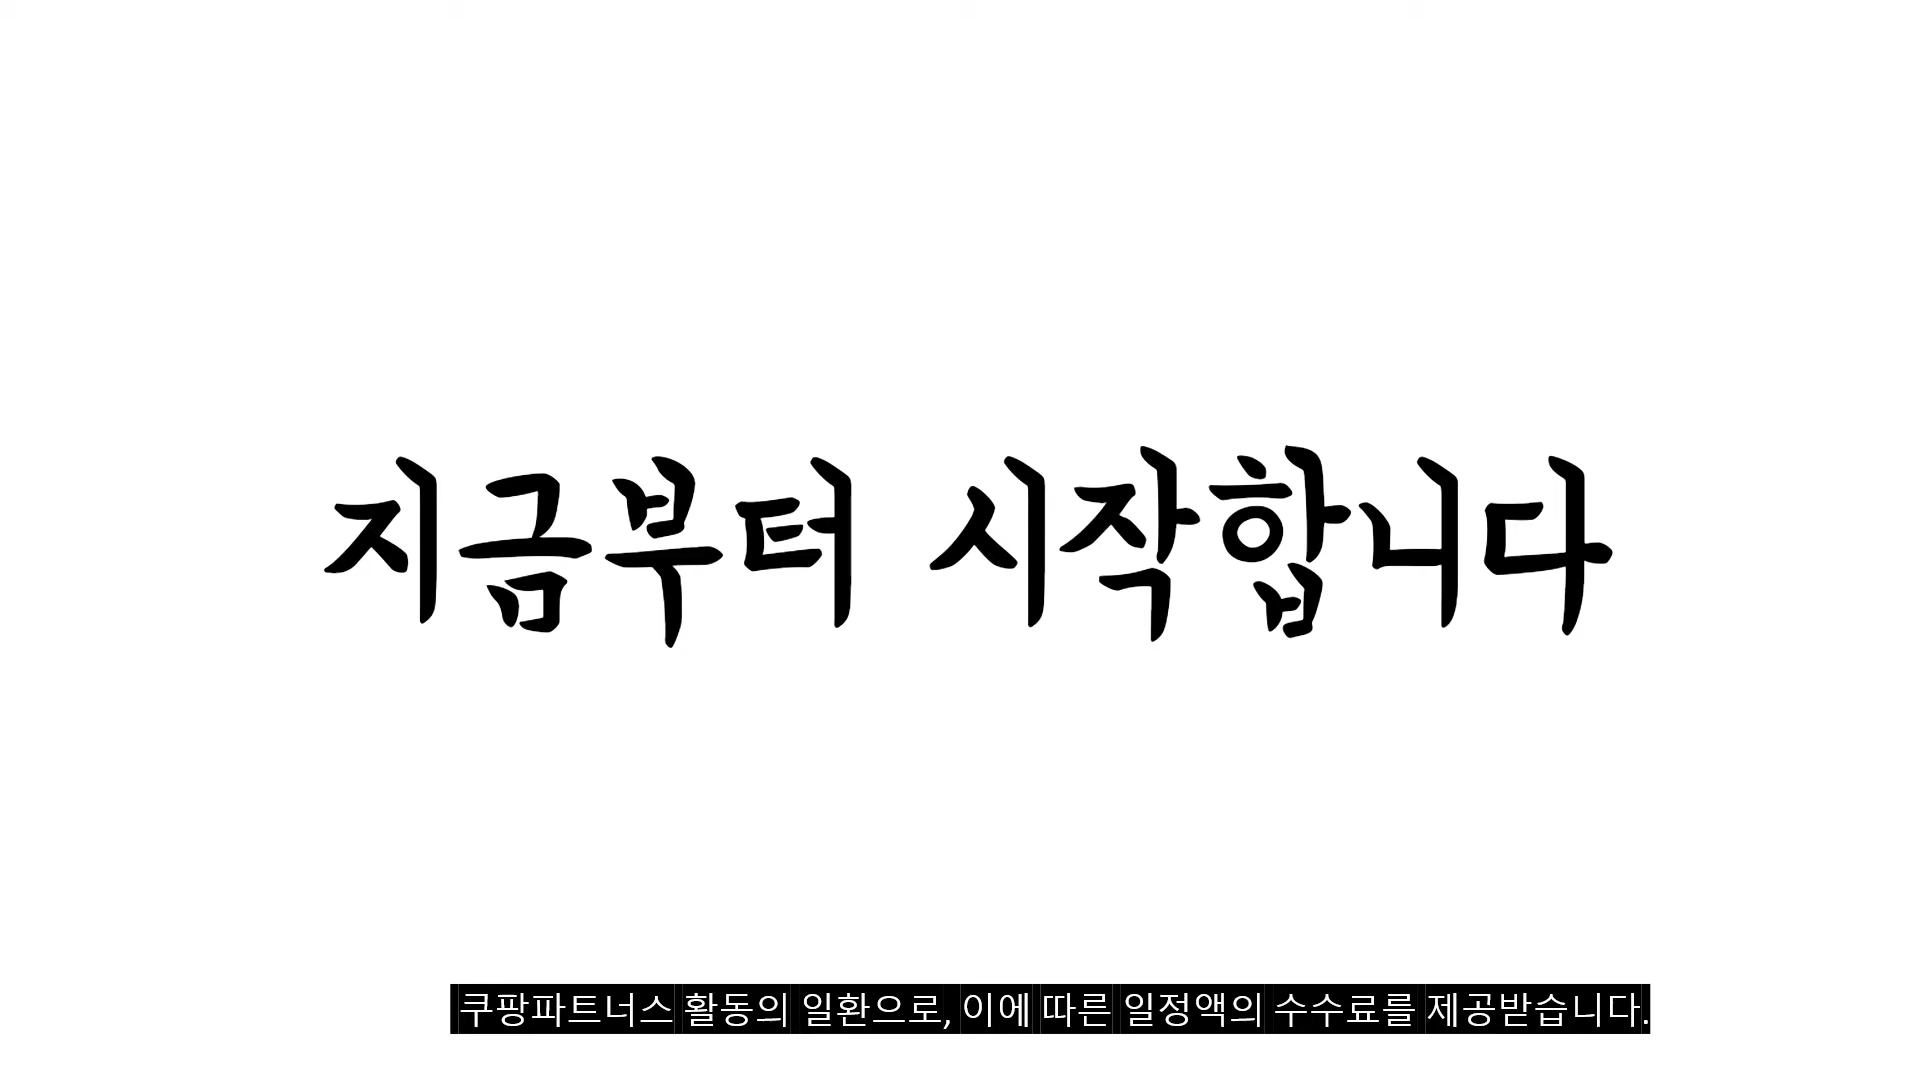 지금부터 시작합니다
쿠팡파트너스 활동의 일환으로, 이에 따른 일정액의 수수료를 제공받습니다.